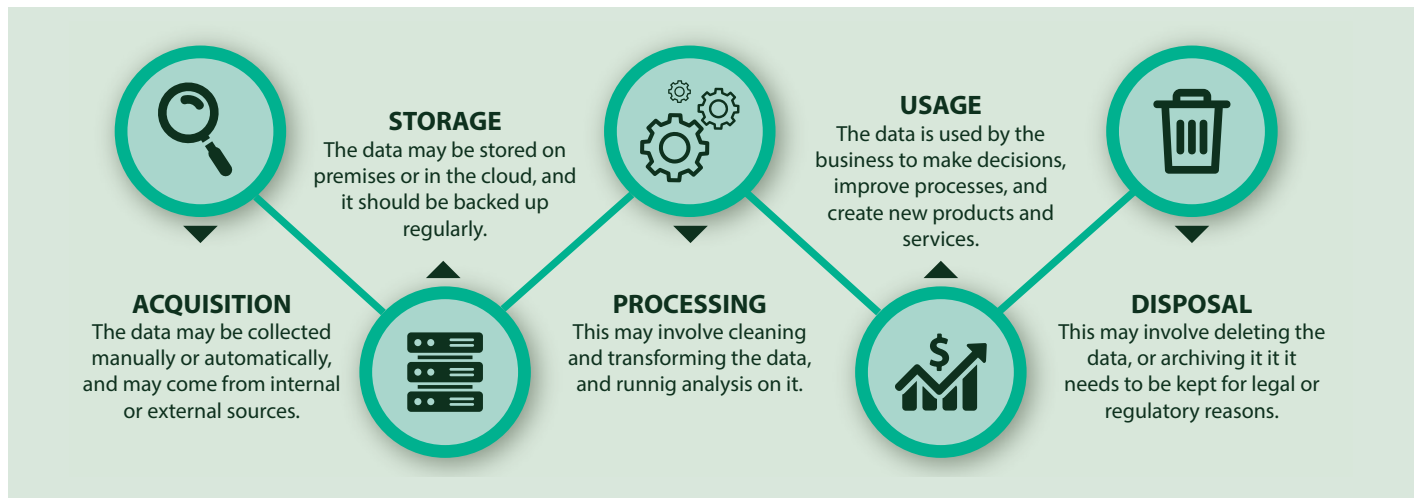 ACQUISITION
The data may be collected
manually or automatically,
and may come from internal
or external sources.
STORAGE
The data may be stored on
premises or in the cloud, and
it should be backed up
regularly.
PROCESSING
This may involve cleaning
and transforming the data,
and runnig analysis on it.
USAGE
The data is used by the
business to make decisions,
improve processes, and
create new products and
services.
$
DISPOSAL
This may involve deleting the
data, or archiving it it it
needs to be kept for legal or
regulatory reasons.